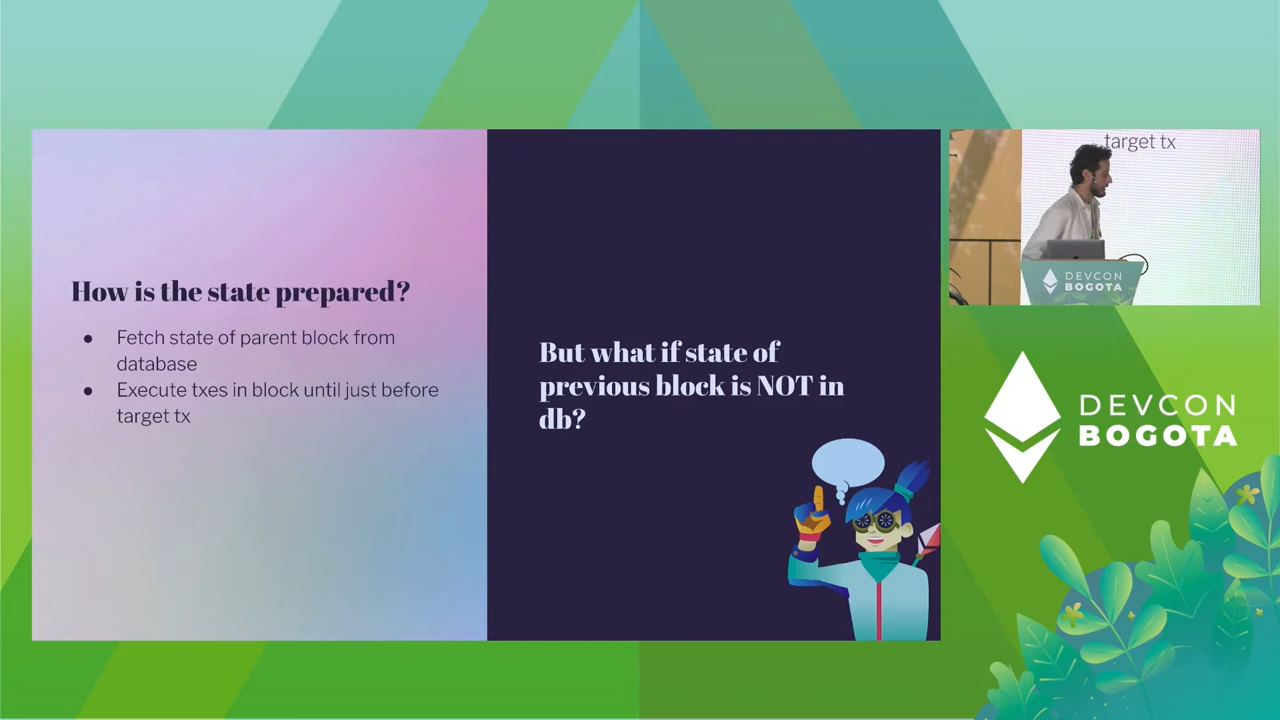 How is the state prepared?
● Fetch state of parent block from
database
● Execute txes in block until just before
target tx
But what if state of
previous block is NOT in
db?
target tx
DEVCON
BOGOTA
DEVCON
BOGOTA